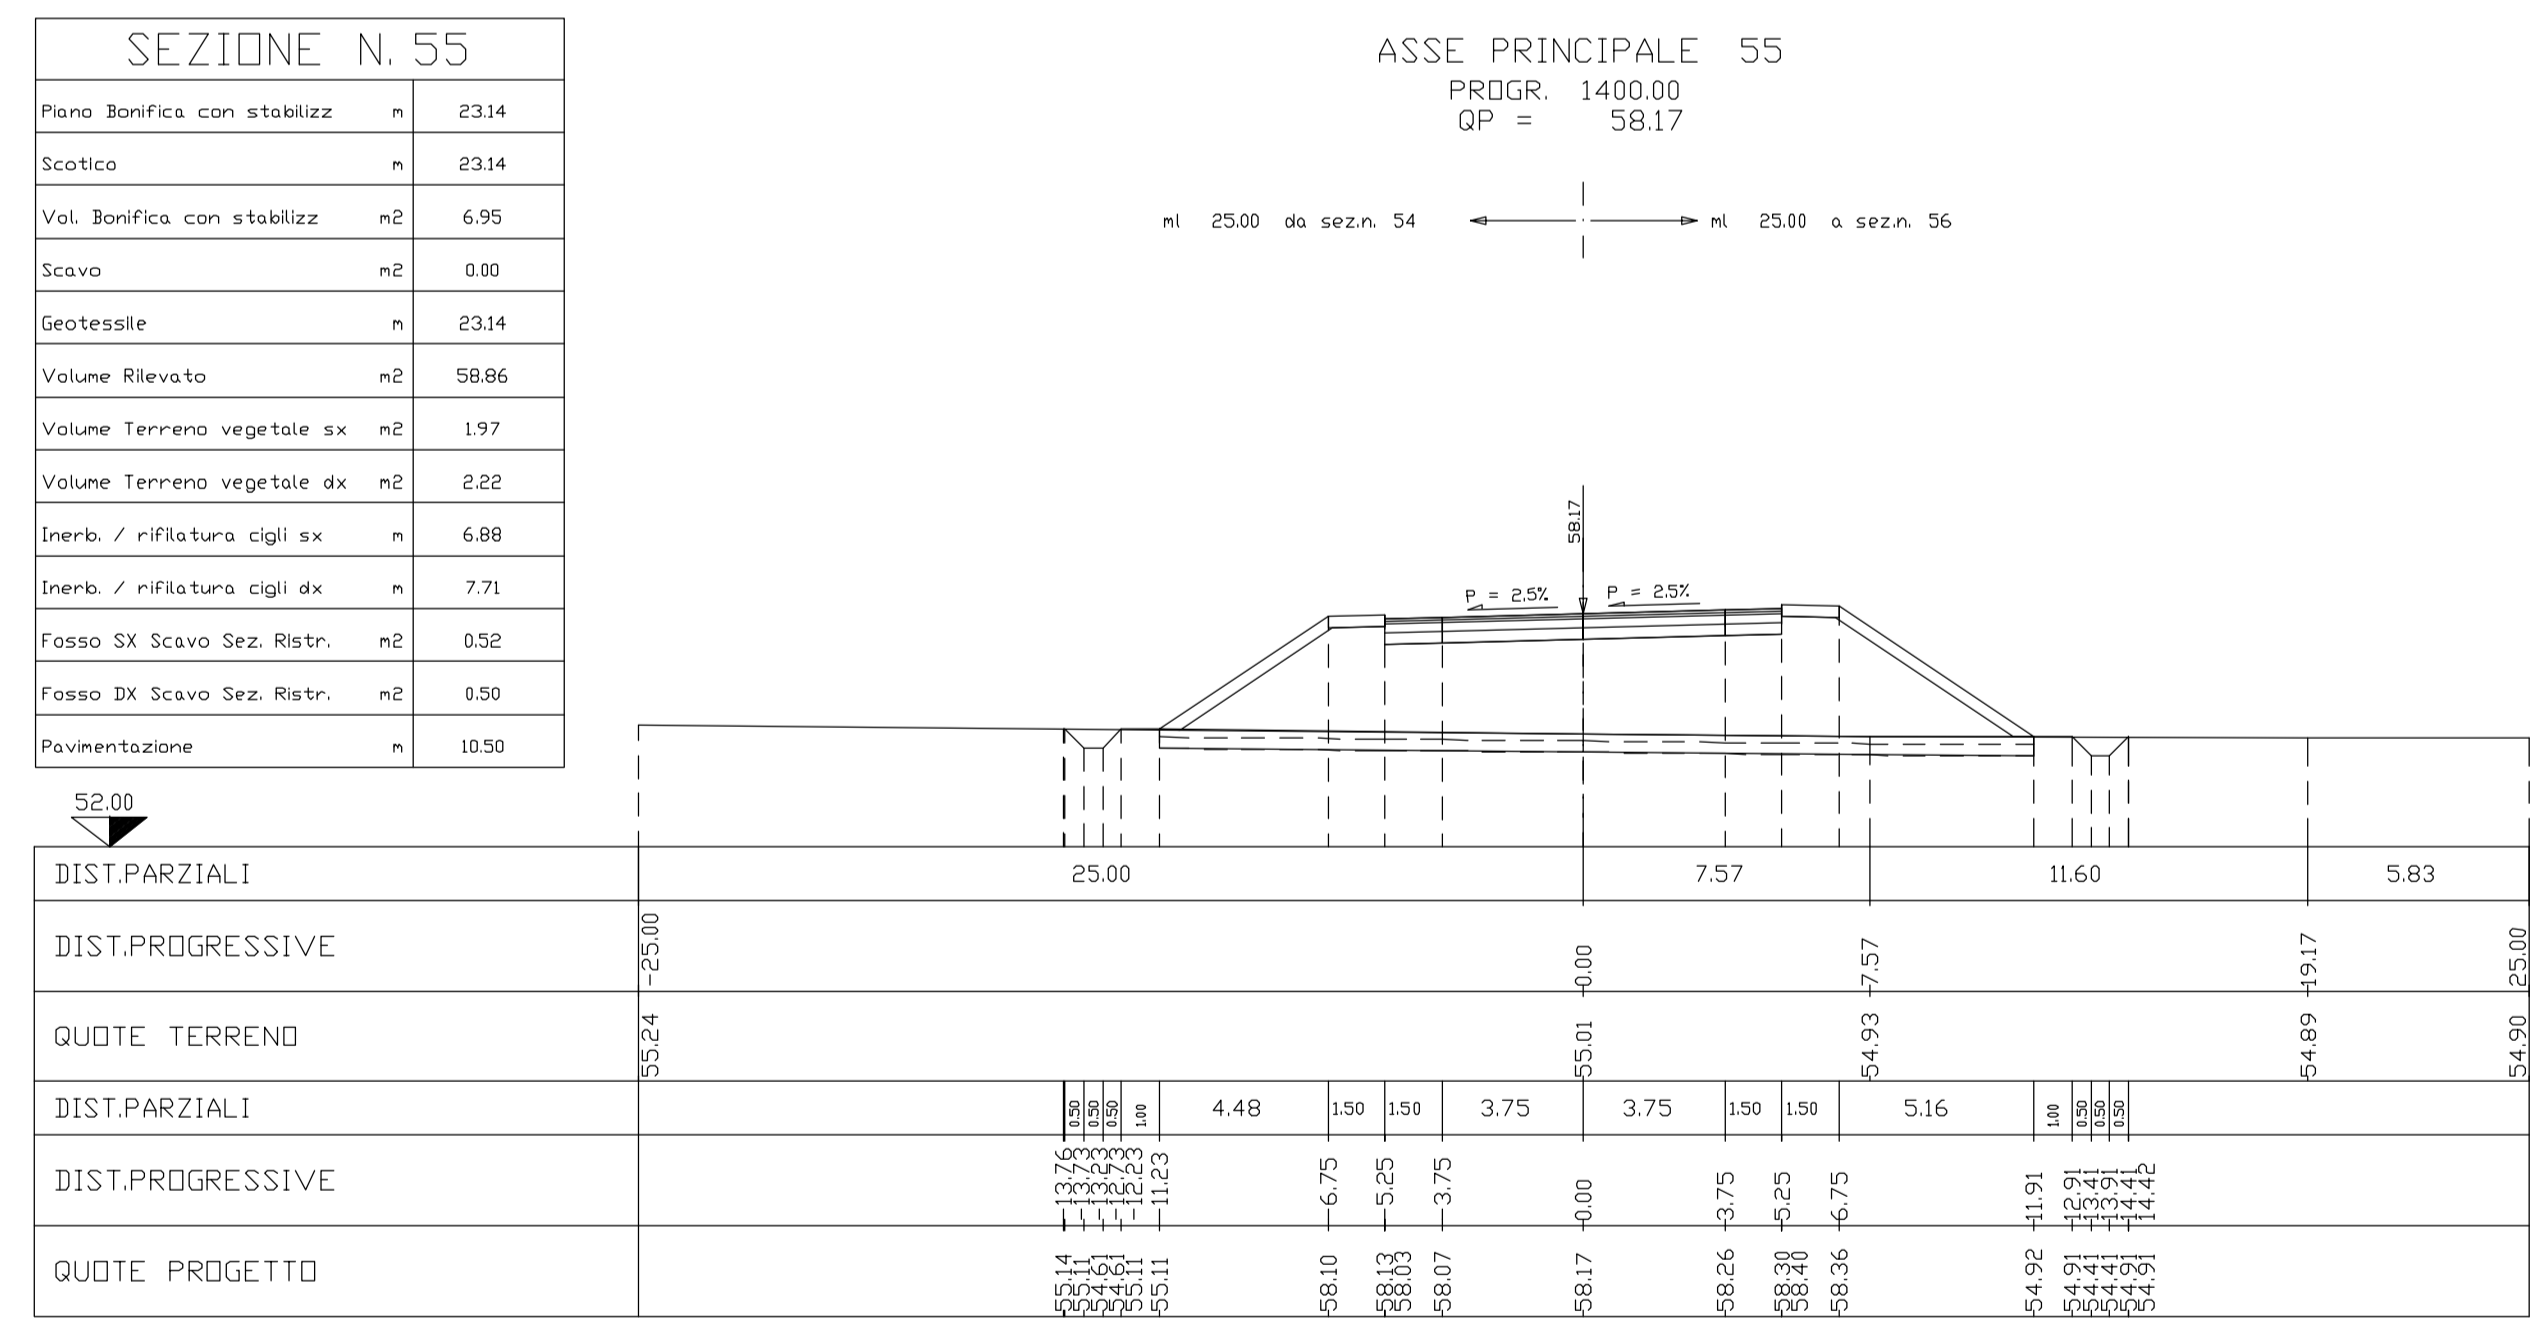 SEZIONE N. 55
Piano Bonifica con stabilizz m 23.14
Scotico m 23.14
Vol. Bonifica con stabilizz m2 6.95
Scavo m2 0.00
Geotessile m 23.14
Volume Rilevato m2 58.86
Volume Terreno vegetale sx m2 1.97
Volume Terreno vegetale dx m2 2.22
Inerb. / rifilatura cigli sx m 6.88
Inerb. / rifilatura cigli dx m 7.71
Fosso SX Scavo Sez. Ristr. m2 0.52
Fosso DX Scavo Sez. Ristr. m2 0.50
Pavimentazione m 10.50
ASSE PRINCIPALE 55
PROGR. 1400.00
QP = 58.17
ml 25.00 da sez.n. 54
ml 25.00 a sez.n. 56
58.17
P = 2.5%
P = 2.5%
52.00
DIST.PARZIALI 25.00 7.57 11.60 5.83
DIST.PROGRESSIVE -25.00 0.00 7.57 19.17 25.00
QUOTE TERRENO 55.24 55.01 54.93 54.89 54.90
DIST.PARZIALI 0.50 0.50 0.50 1.00 4.48 1.50 1.50 3.75 3.75 1.50 1.50 5.16 1.00 0.50 0.50 0.50
DIST.PROGRESSIVE -13.76 -13.73 -13.23 -12.73 -12.23 -11.23 -6.75 -5.25 -3.75 0.00 3.75 5.25 6.75 11.91 12.91 13.41 13.91 14.41 14.42
QUOTE PROGETTO 55.14 55.11 54.61 54.61 55.11 55.11 58.10 58.13 58.03 58.07 58.17 58.26 58.30 58.40 58.36 54.92 54.91 54.41 54.41 54.91 54.91